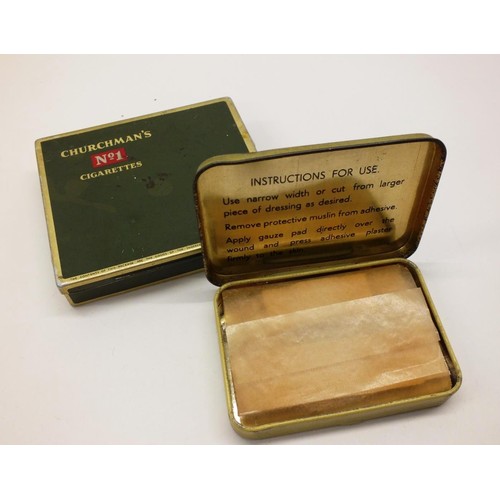 CHURCHMAN'S
Nº1
CIGARETTES
INSTRUCTIONS FOR USE.
Use narrow width or cut from larger
piece of dressing as desired.
Remove protective muslin from adhesive.
Apply gauze pad directly over the
wound and press adhesive plaster
firmly